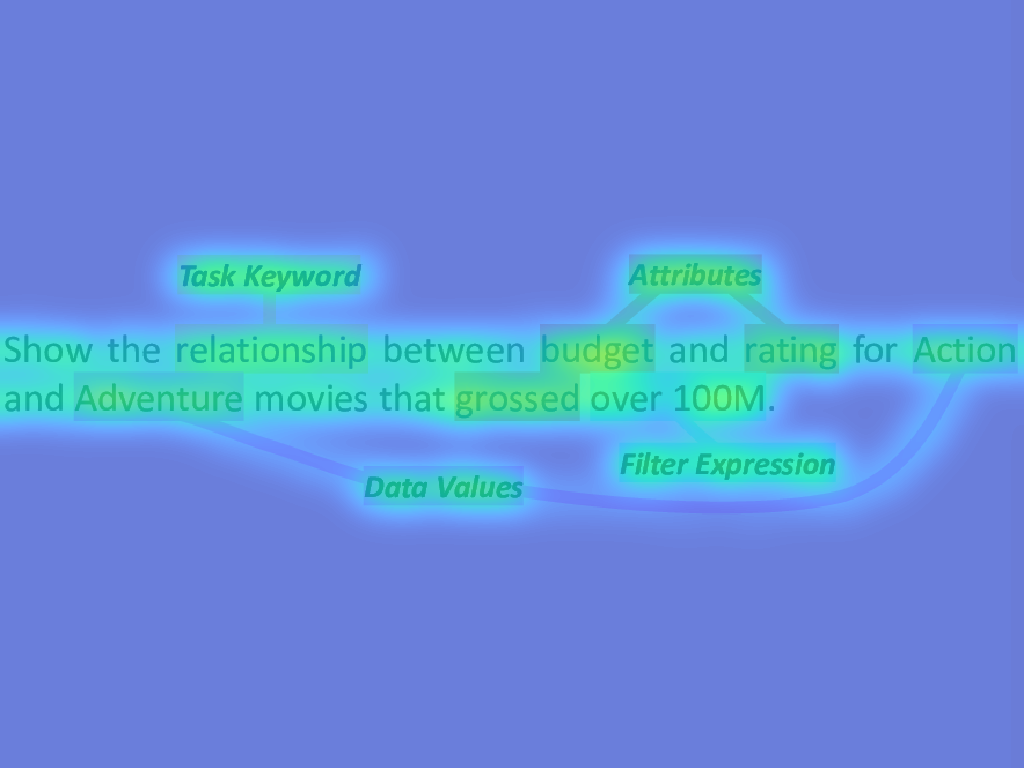 Task Keyword
Attributes
Show the relationship between budget and rating for Action
and Adventure movies that grossed over 100M.
Filter Expression
Data Values